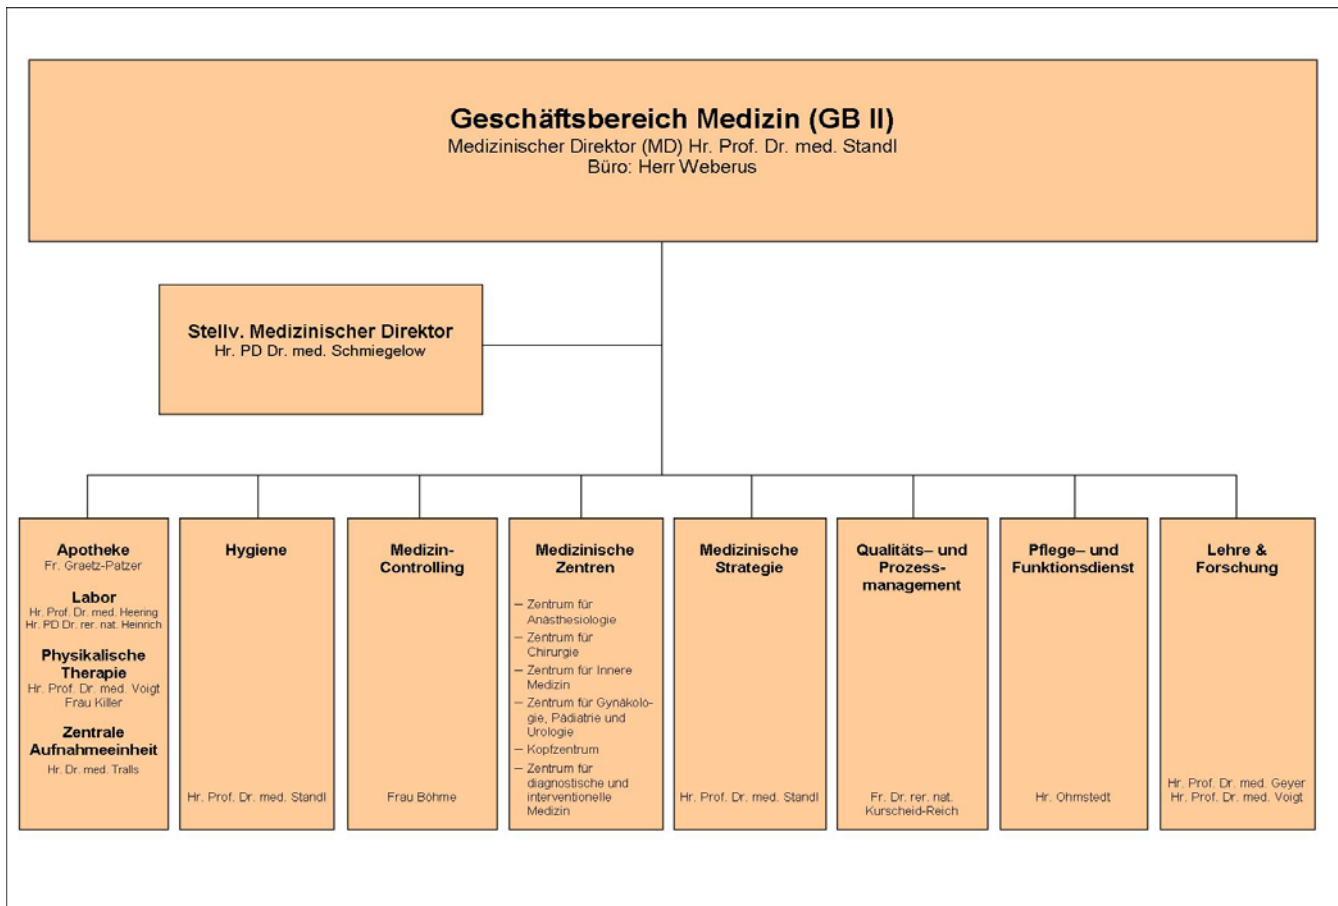 Geschäftsbereich Medizin (GB II)
Medizinischer Direktor (MD) Hr. Prof. Dr. med. Standl
Büro: Herr Weberus
Stellv. Medizinischer Direktor
Hr. PD Dr. med. Schmiegelow
Apotheke
Fr. Graetz-Patzer
Labor
Hr. Prof. Dr. med. Heering
Hr. PD Dr. rer. nat. Heinrich
Physikalische
Therapie
Hr. Prof. Dr. med. Voigt
Frau Killer
Zentrale
Aufnahmeeinheit
Hr. Dr. med. Tralls
Hygiene
Hr. Prof. Dr. med. Standl
Medizin-
Controlling
Frau Böhme
Medizinische
Zentren
– Zentrum für
Anästhesiologie
– Zentrum für
Chirurgie
– Zentrum für Innere
Medizin
– Zentrum für Gynäkolo-
gie, Pädiatrie und
Urologie
– Kopfzentrum
– Zentrum für
diagnostische und
interventionelle
Medizin
Medizinische
Strategie
Hr. Prof. Dr. med. Standl
Qualitäts– und
Prozess-
management
Fr. Dr. rer. nat.
Kurscheid-Reich
Pflege– und
Funktionsdienst
Hr. Ohmstedt
Lehre &
Forschung
Hr. Prof. Dr. med. Geyer
Hr. Prof. Dr. med. Voigt